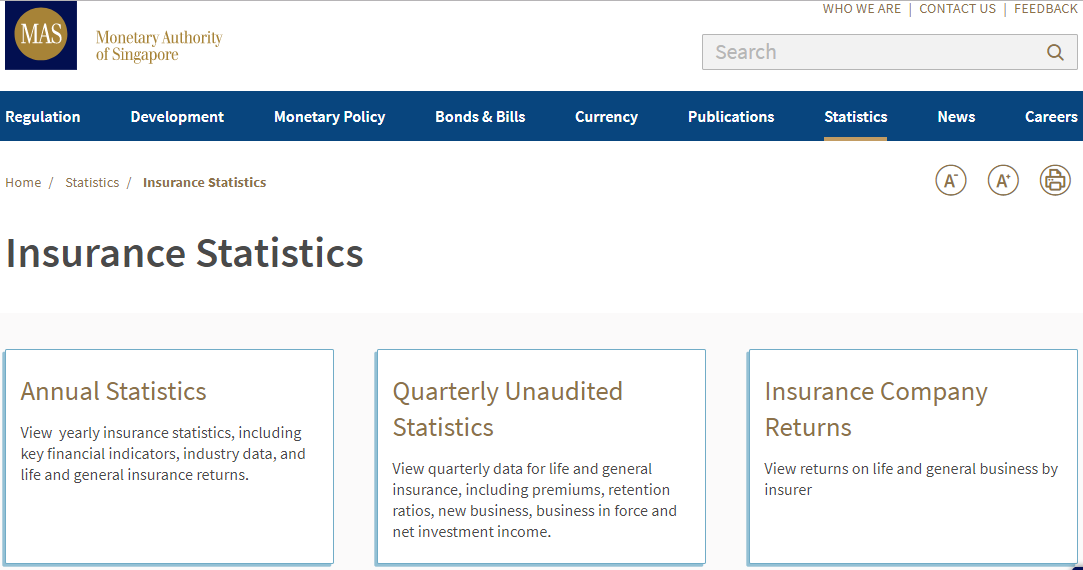 WHO WE ARE | CONTACT US | FEEDBACK
MAS
Monetary Authority
of Singapore
Search
Regulation Development Monetary Policy Bonds & Bills Currency Publications Statistics News Careers
Home / Statistics / Insurance Statistics
A- A+
Insurance Statistics
Annual Statistics
View yearly insurance statistics, including
key financial indicators, industry data, and
life and general insurance returns.
Quarterly Unaudited
Statistics
View quarterly data for life and general
insurance, including premiums, retention
ratios, new business, business in force and
net investment income.
Insurance Company
Returns
View returns on life and general business by
insurer